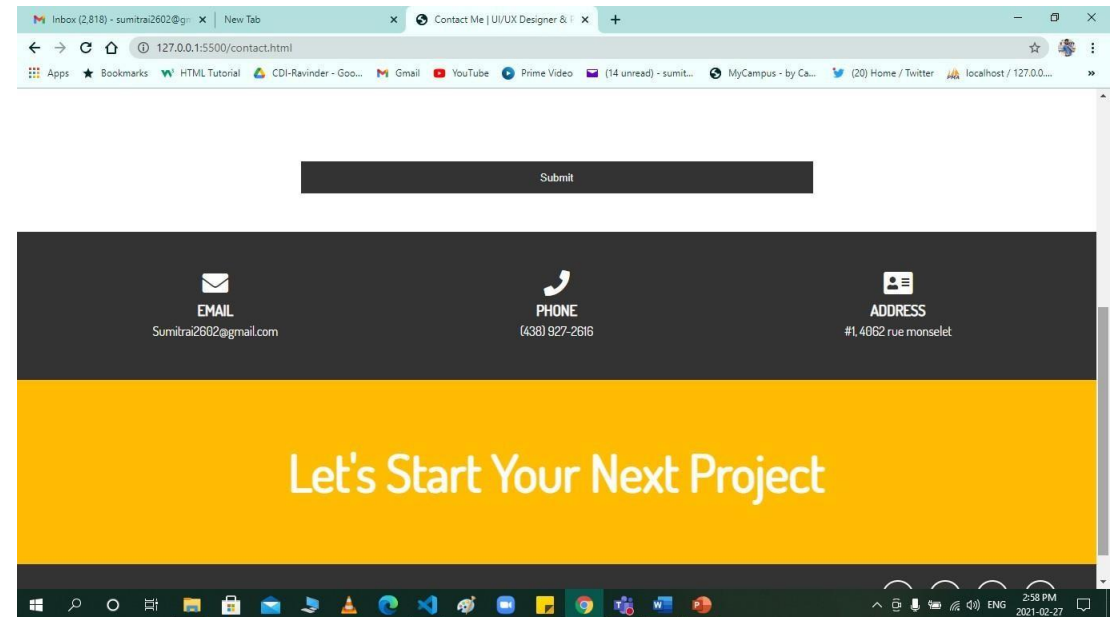 Inbox (2,818) - sumitrai2602@gm
New Tab
Contact Me | UI/UX Designer &
127.0.0.1:5500/contact.html
Apps Bookmarks HTML Tutorial CDI-Ravinder - Goo... Gmail YouTube Prime Video (14 unread) - sumit... MyCampus - by Ca... (20) Home / Twitter localhost / 127.0.0.... »
Submit
EMAIL
Sumitrai2602@gmail.com
PHONE
(438) 927-2616
ADDRESS
#1, 4062 rue monselet
Let's Start Your Next Project
ENG
2:58 PM
2021-02-27